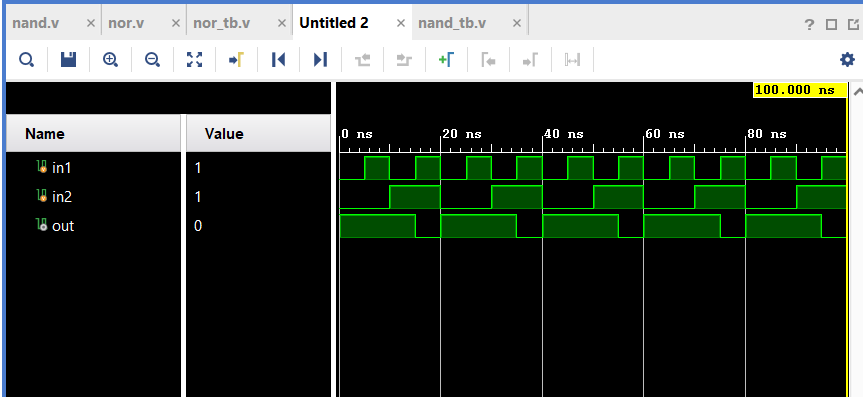 nand.v × nor.v × nor_tb.v × Untitled 2 × nand_tb.v × ?
100.000 ns
Name Value 0 ns 20 ns 40 ns 60 ns 80 ns
in1 1
in2 1
out 0